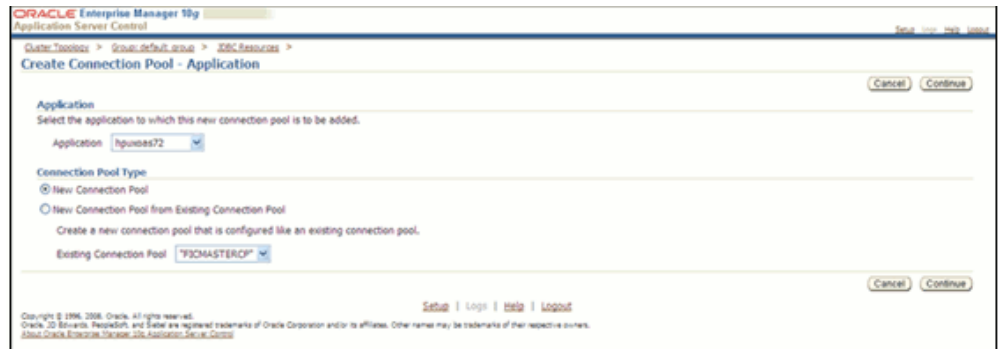 ORACLE Enterprise Manager 10g
Application Server Control
Setup Logs Help Logout
Cluster Topology > Group: default_group > JDBC Resources >
Create Connection Pool - Application
Cancel Continue
Application
Select the application to which this new connection pool is to be added.
Application hpuxoas72
Connection Pool Type
New Connection Pool
New Connection Pool from Existing Connection Pool
Create a new connection pool that is configured like an existing connection pool.
Existing Connection Pool "FICMASTERCP"
Cancel Continue
Setup | Logs | Help | Logout
Copyright © 1996, 2008, Oracle. All rights reserved.
Oracle, JD Edwards, PeopleSoft, and Siebel are registered trademarks of Oracle Corporation and/or its affiliates. Other names may be trademarks of their respective owners.
About Oracle Enterprise Manager 10g Application Server Control